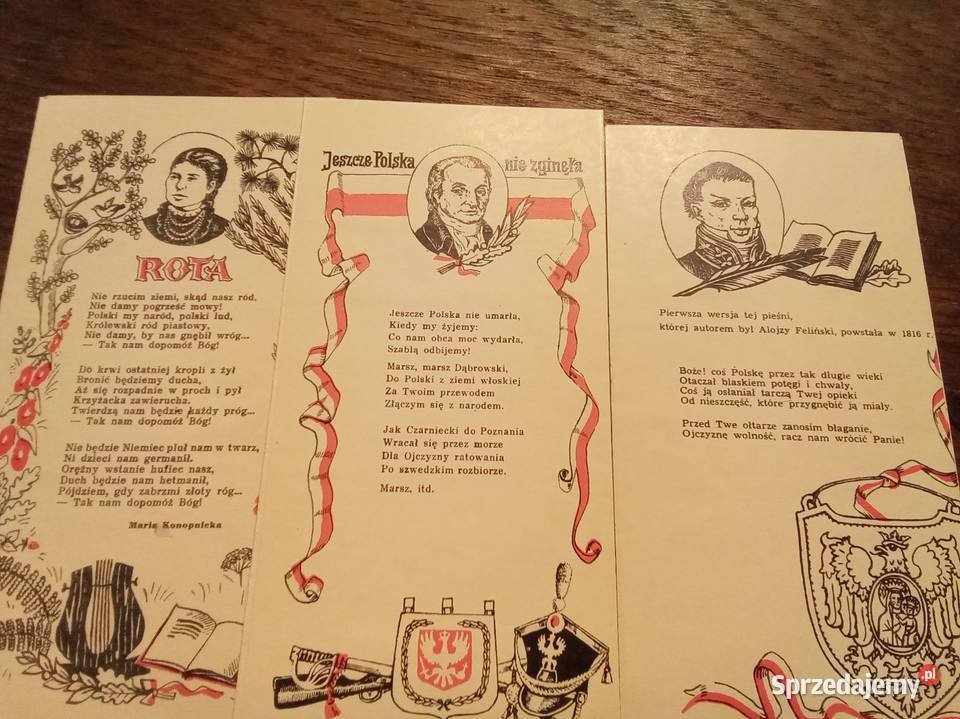 ROTA
Nie rzucim ziemi, skąd nasz ród,
Nie damy pogrześć mowy!
Polski my naród, polski lud,
Królewski ród piastowy,
Nie damy, by nas gnębił wróg...
— Tak nam dopomóż Bóg!
Do krwi ostatniej kropli z żył
Bronić będziemy ducha,
Aż się rozpadnie w proch i pył
Krzyżacka zawierucha.
Twierdzą nam będzie każdy próg...
— Tak nam dopomóż Bóg!
Nie będzie Niemiec pluł nam w twarz,
Ni dzieci nam germanił.
Orężny wstanie hufiec nasz,
Duch będzie nam hetmanił,
Pójdziem, gdy zabrzmi złoty róg...
— Tak nam dopomóż Bóg!
Maria Konopnicka
Jeszcze Polska nie zginęła
Jeszcze Polska nie umarła,
Kiedy my żyjemy:
Co nam obca moc wydarła,
Szablą odbijemy!
Marsz, marsz Dąbrowski,
Do Polski z ziemi włoskiej
Za Twoim przewodem
Złączym się z narodem.
Jak Czarniecki do Poznania
Wracał się przez morze
Dla Ojczyzny ratowania
Po szwedzkim rozbiorze.
Marsz, itd.
Pierwsza wersja tej pieśni,
której autorem był Alojzy Feliński, powstała w 1816 r.
Boże! coś Polskę przez tak długie wieki
Otaczał blaskiem potęgi i chwały,
Coś ją osłaniał tarczą Twej opieki
Od nieszczęść, które przygnębić ją miały.
Przed Twe ołtarze zanosim błaganie,
Ojczyznę wolność, racz nam wrócić Panie!
Sprzedajemy.pl